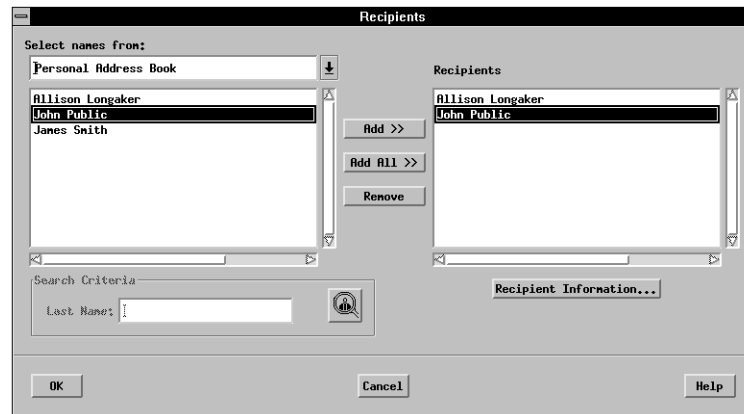 Recipients
Select names from:
Personal Address Book
Recipients
Allison Longaker
John Public
James Smith
Add >>
Add All >>
Remove
Allison Longaker
John Public
Search Criteria
Last Name:
Recipient Information...
OK
Cancel
Help